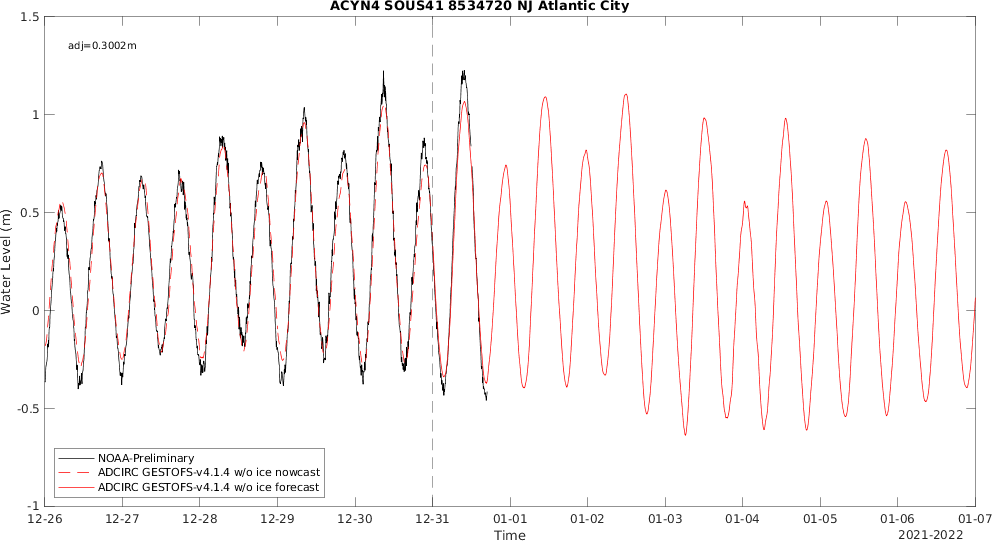 ACYN4 SOUS41 8534720 NJ Atlantic City
adj=0.3002m
1.5
1
0.5
0
-0.5
-1
Water Level (m)
NOAA-Preliminary
ADCIRC GESTOFS-v4.1.4 w/o ice nowcast
ADCIRC GESTOFS-v4.1.4 w/o ice forecast
12-26 12-27 12-28 12-29 12-30 12-31 01-01 01-02 01-03 01-04 01-05 01-06 01-07
Time
2021-2022